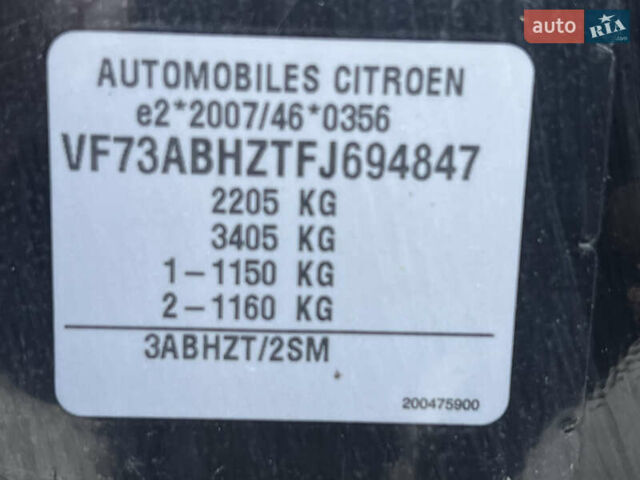 auto RIA.com
AUTOMOBILES CITROEN
e2*2007/46*0356
VF73ABHZTFJ694847
2205 KG
3405 KG
1-1150 KG
2-1160 KG
3ABHZT/2SM
200475900